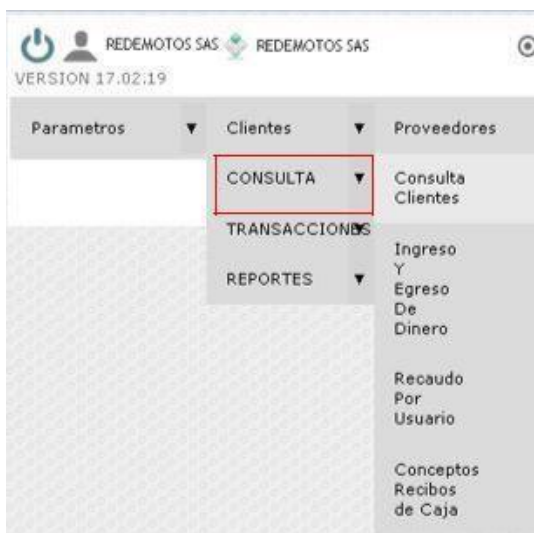 REDEMOTOS SAS REDEMOTOS SAS
VERSION 17.02.19
Parametros ▼ Clientes ▼ Proveedores
CONSULTA ▼
TRANSACCIONES ▼
REPORTES ▼
Consulta
Clientes
Ingreso
Y
Egreso
De
Dinero
Recaudo
Por
Usuario
Conceptos
Recibos
de Caja